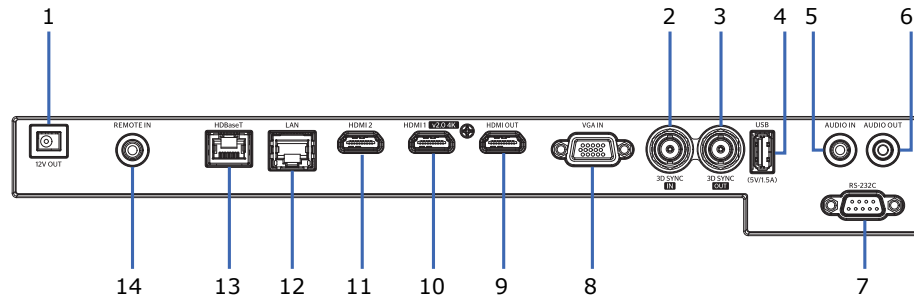 1 2 3 4 5 6
REMOTE IN HDBaseT LAN HDMI 2 HDMI 1 v2.0 4K HDMI OUT VGA IN USB AUDIO IN AUDIO OUT
12V OUT 3D SYNC 3D SYNC (5V/1.5A)
IN OUT
RS-232C
14 13 12 11 10 9 8 7